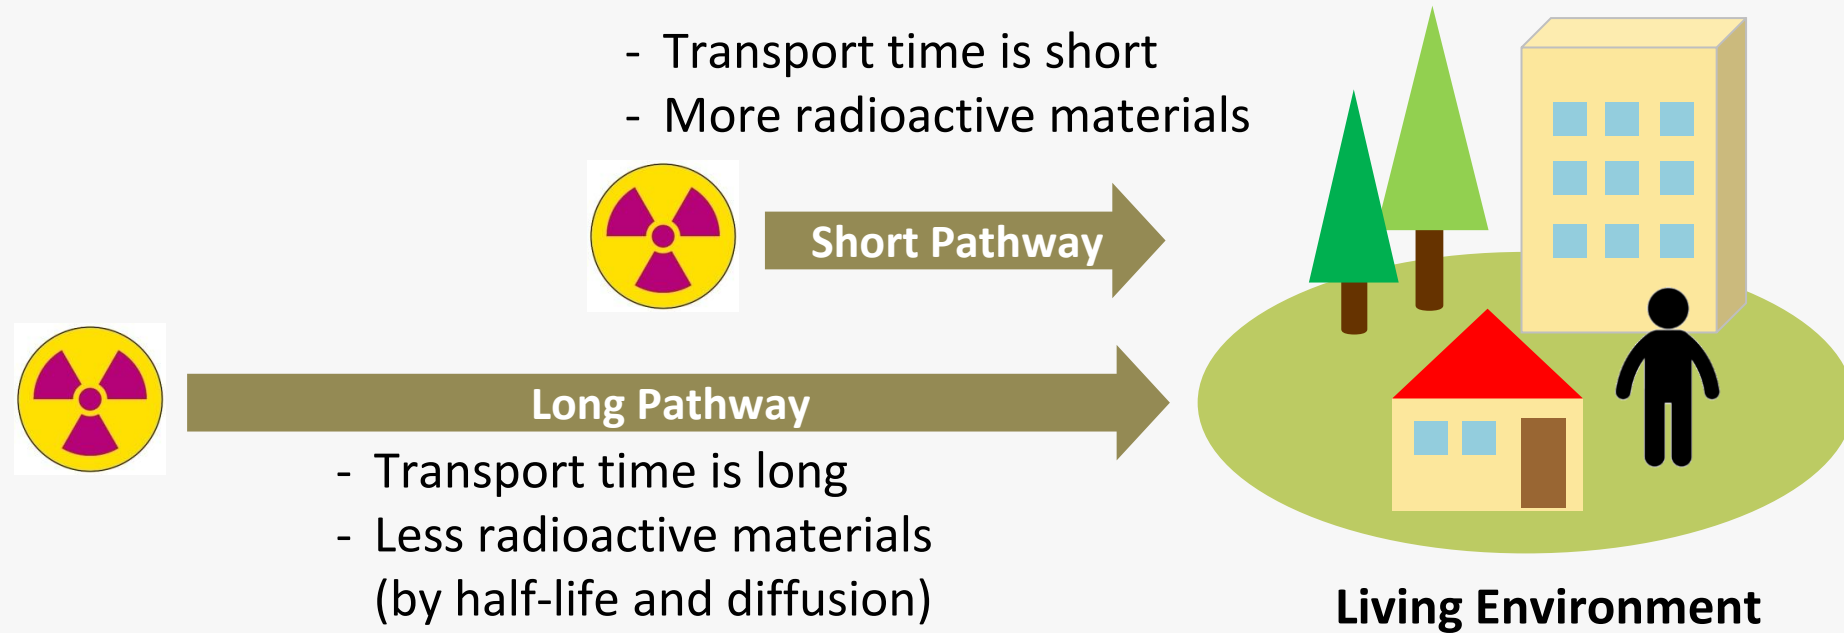 - Transport time is short
- More radioactive materials
Short Pathway
Long Pathway
- Transport time is long
- Less radioactive materials
(by half-life and diffusion)
Living Environment